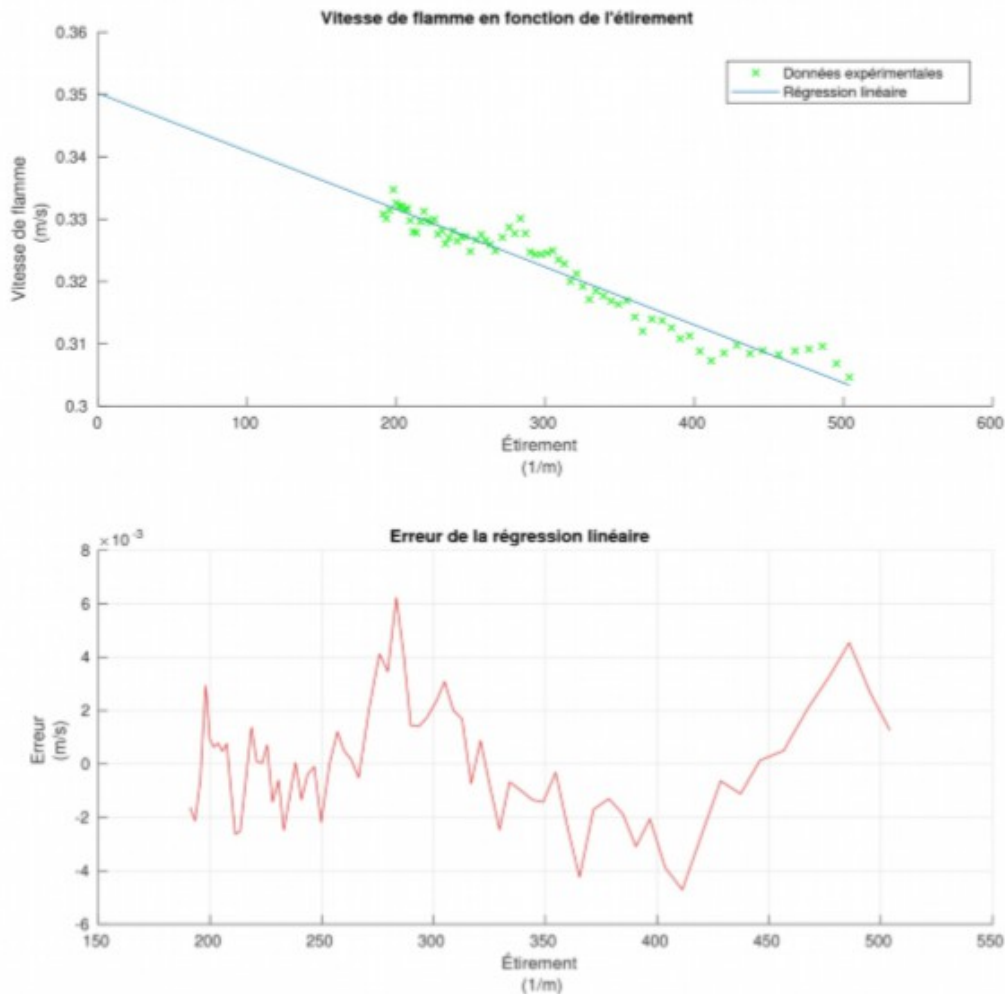 Vitesse de flamme en fonction de l'étirement
0.36
0.35
0.34
0.33
0.32
0.31
0.3
Vitesse de flamme
(m/s)
Données expérimentales
Régression linéaire
0 100 200 300 400 500 600
Étirement
(1/m)
Erreur de la régression linéaire
×10-3
8
6
4
2
0
-2
-4
-6
Erreur
(m/s)
150 200 250 300 350 400 450 500 550
Étirement
(1/m)